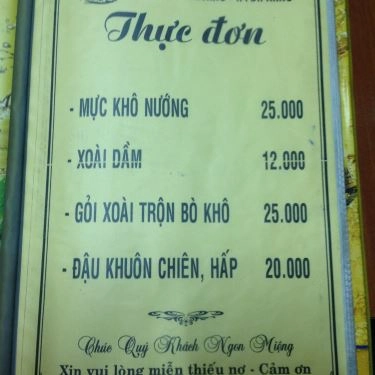 Thực đơn
- MỰC KHÔ NƯỚNG 25.000
- XOÀI DẦM 12.000
- GỎI XOÀI TRỘN BÒ KHÔ 25.000
- ĐẬU KHUÔN CHIÊN, HẤP 20.000
Chúc Quý Khách Ngon Miệng
Xin vui lòng miễn thiếu nợ - Cảm ơn